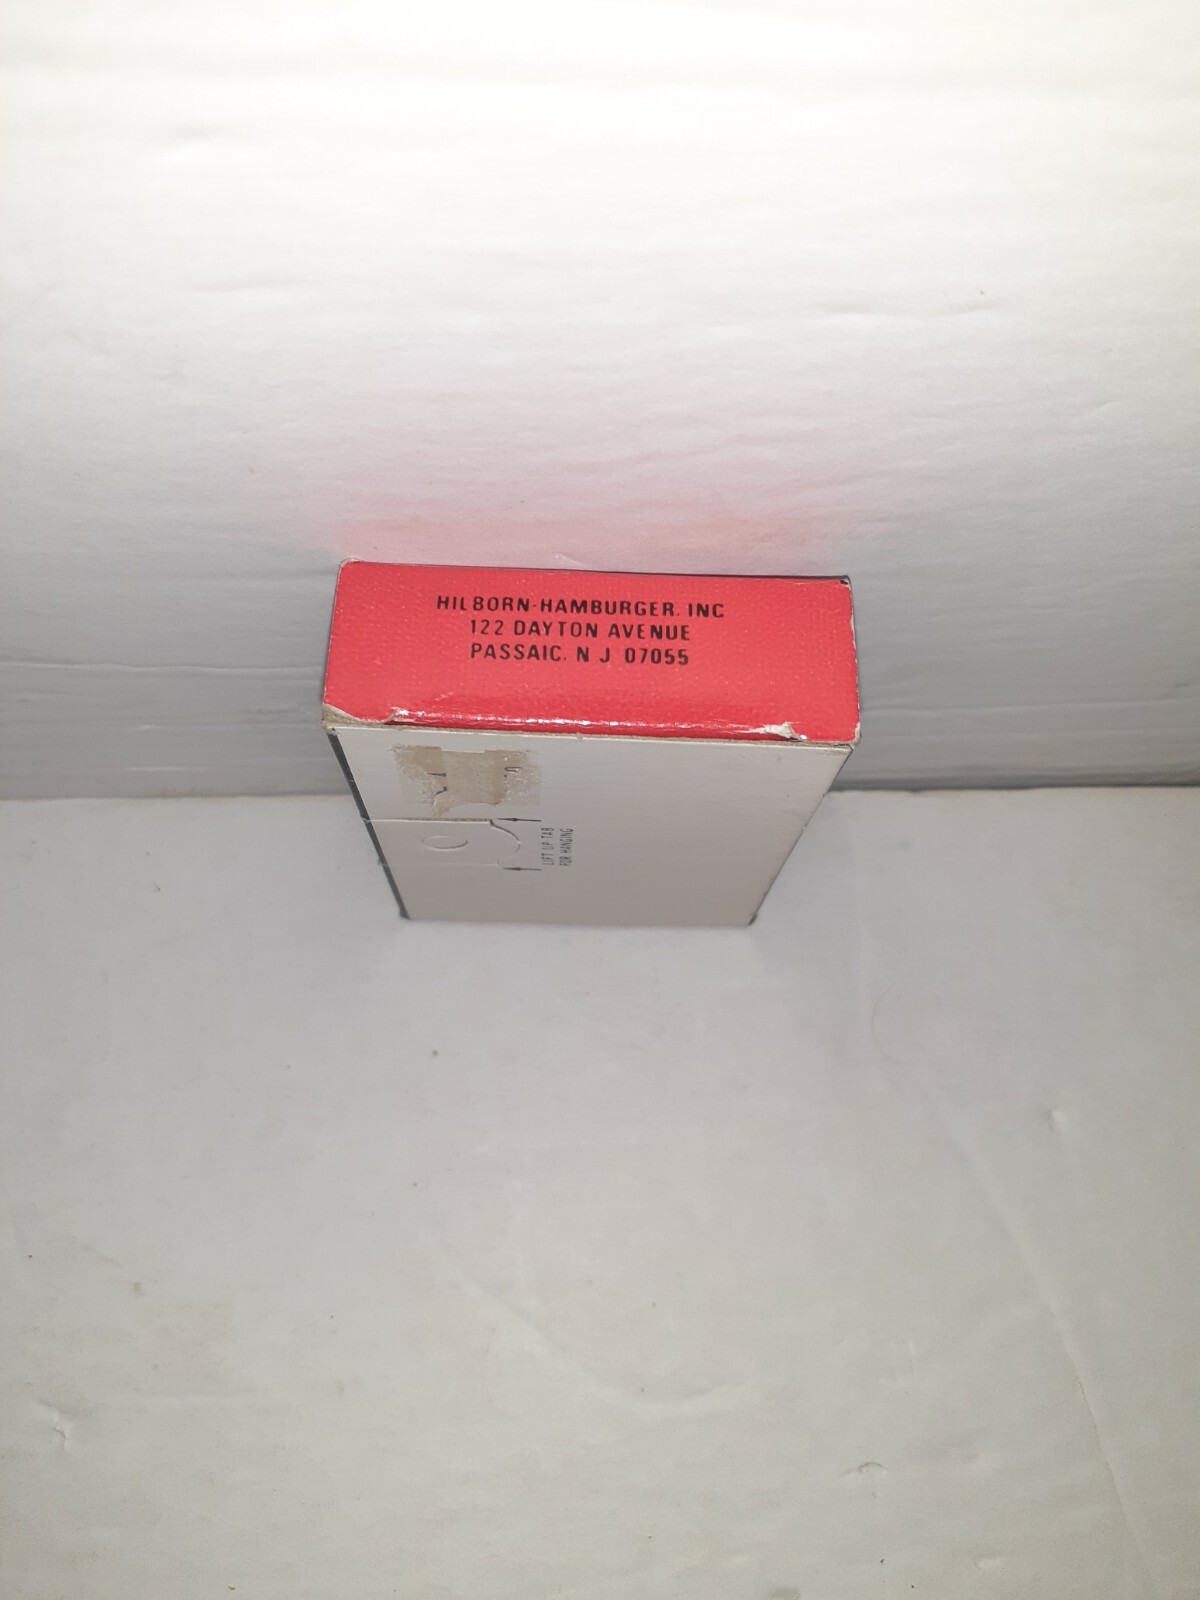 HILBORN-HAMBURGER, INC
122 DAYTON AVENUE
PASSAIC, N J 07055
LIFT UP TAB
FOR HANGING